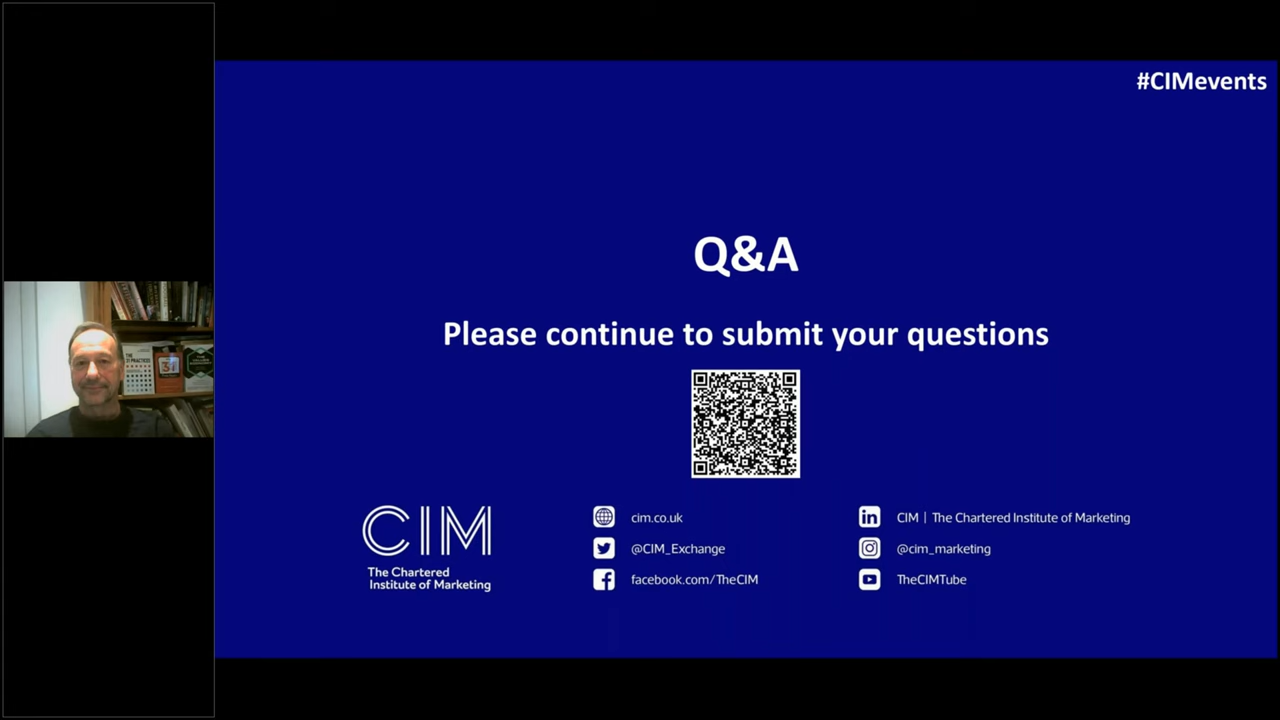 #CIMevents
Q&A
Please continue to submit your questions
CIM
The Chartered
Institute of Marketing
cim.co.uk
@CIM_Exchange
facebook.com/TheCIM
CIM | The Chartered Institute of Marketing
@cim_marketing
TheCIMTube